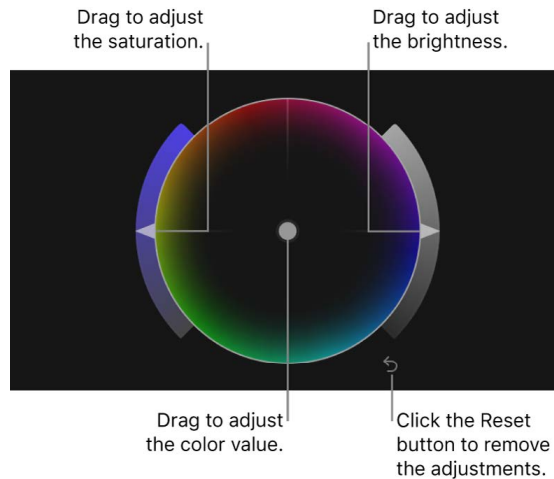 Drag to adjust
the saturation.
Drag to adjust
the brightness.
Drag to adjust
the color value.
Click the Reset
button to remove
the adjustments.